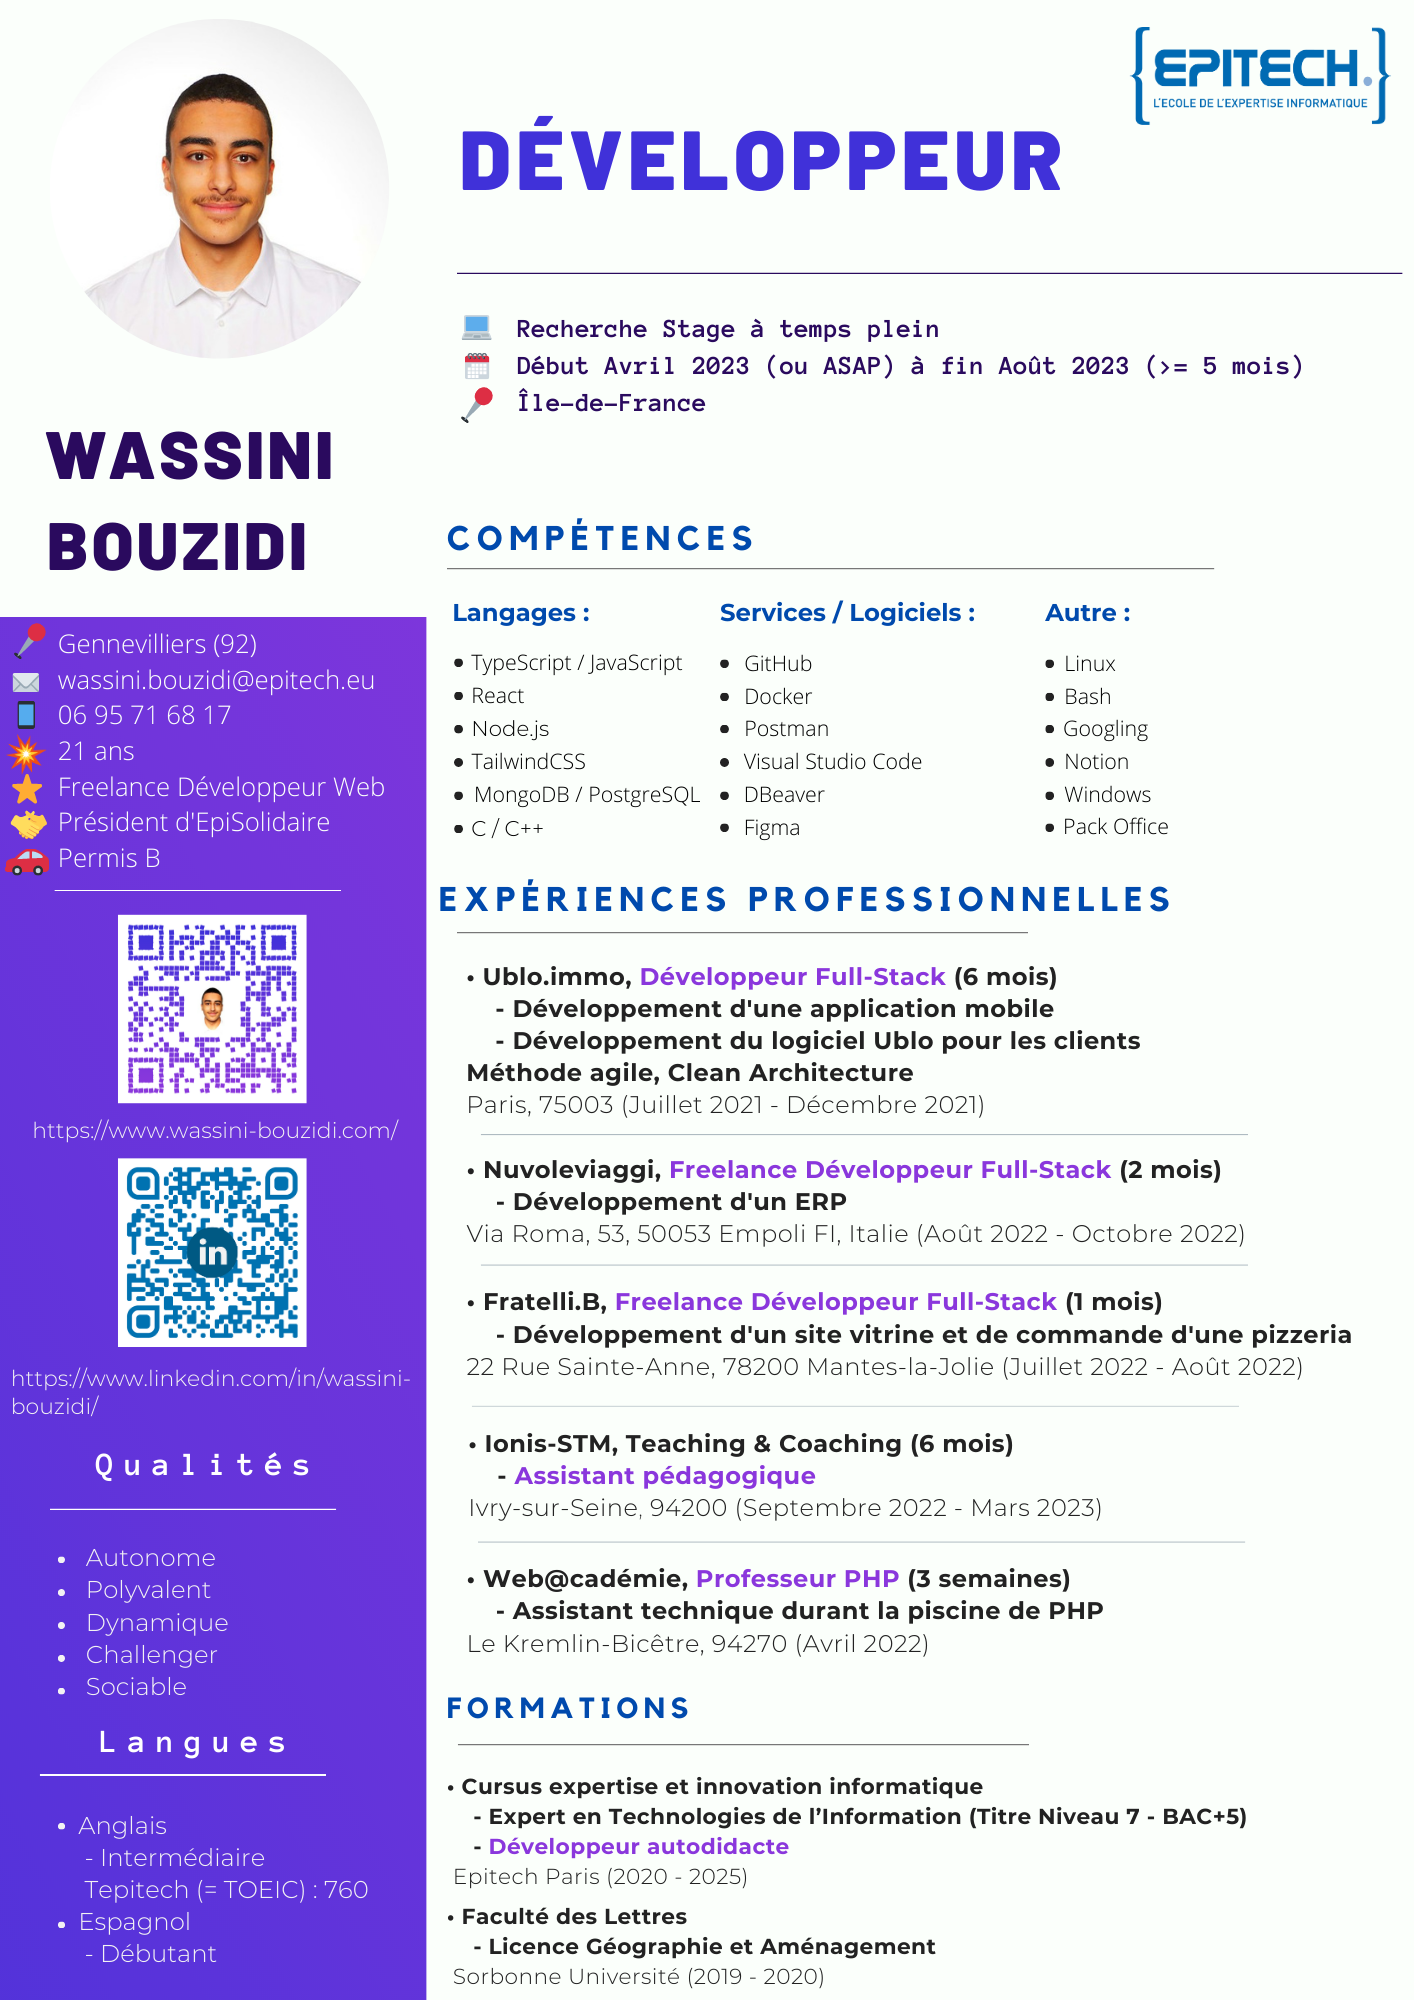 {EPITECH.}
L'ECOLE DE L'EXPERTISE INFORMATIQUE
DÉVELOPPEUR
Recherche Stage à temps plein
Début Avril 2023 (ou ASAP) à fin Août 2023 (>= 5 mois)
Île-de-France
WASSINI
BOUZIDI
Gennevilliers (92)
wassini.bouzidi@epitech.eu
06 95 71 68 17
21 ans
Freelance Développeur Web
Président d'EpiSolidaire
Permis B
https://www.wassini-bouzidi.com/
in
https://www.linkedin.com/in/wassini-
bouzidi/
Qualités
• Autonome
• Polyvalent
• Dynamique
• Challenger
• Sociable
Langues
• Anglais
- Intermédiaire
Tepitech (= TOEIC) : 760
• Espagnol
- Débutant
COMPÉTENCES
Langages :
• TypeScript / JavaScript
• React
• Node.js
• TailwindCSS
• MongoDB / PostgreSQL
• C / C++
Services / Logiciels :
• GitHub
• Docker
• Postman
• Visual Studio Code
• DBeaver
• Figma
Autre :
• Linux
• Bash
• Googling
• Notion
• Windows
• Pack Office
EXPÉRIENCES PROFESSIONNELLES
• Ublo.immo, Développeur Full-Stack (6 mois)
- Développement d'une application mobile
- Développement du logiciel Ublo pour les clients
Méthode agile, Clean Architecture
Paris, 75003 (Juillet 2021 - Décembre 2021)
• Nuvoleviaggi, Freelance Développeur Full-Stack (2 mois)
- Développement d'un ERP
Via Roma, 53, 50053 Empoli FI, Italie (Août 2022 - Octobre 2022)
• Fratelli.B, Freelance Développeur Full-Stack (1 mois)
- Développement d'un site vitrine et de commande d'une pizzeria
22 Rue Sainte-Anne, 78200 Mantes-la-Jolie (Juillet 2022 - Août 2022)
• Ionis-STM, Teaching & Coaching (6 mois)
- Assistant pédagogique
Ivry-sur-Seine, 94200 (Septembre 2022 - Mars 2023)
• Web@cadémie, Professeur PHP (3 semaines)
- Assistant technique durant la piscine de PHP
Le Kremlin-Bicêtre, 94270 (Avril 2022)
FORMATIONS
• Cursus expertise et innovation informatique
- Expert en Technologies de l’Information (Titre Niveau 7 - BAC+5)
- Développeur autodidacte
Epitech Paris (2020 - 2025)
• Faculté des Lettres
- Licence Géographie et Aménagement
Sorbonne Université (2019 - 2020)